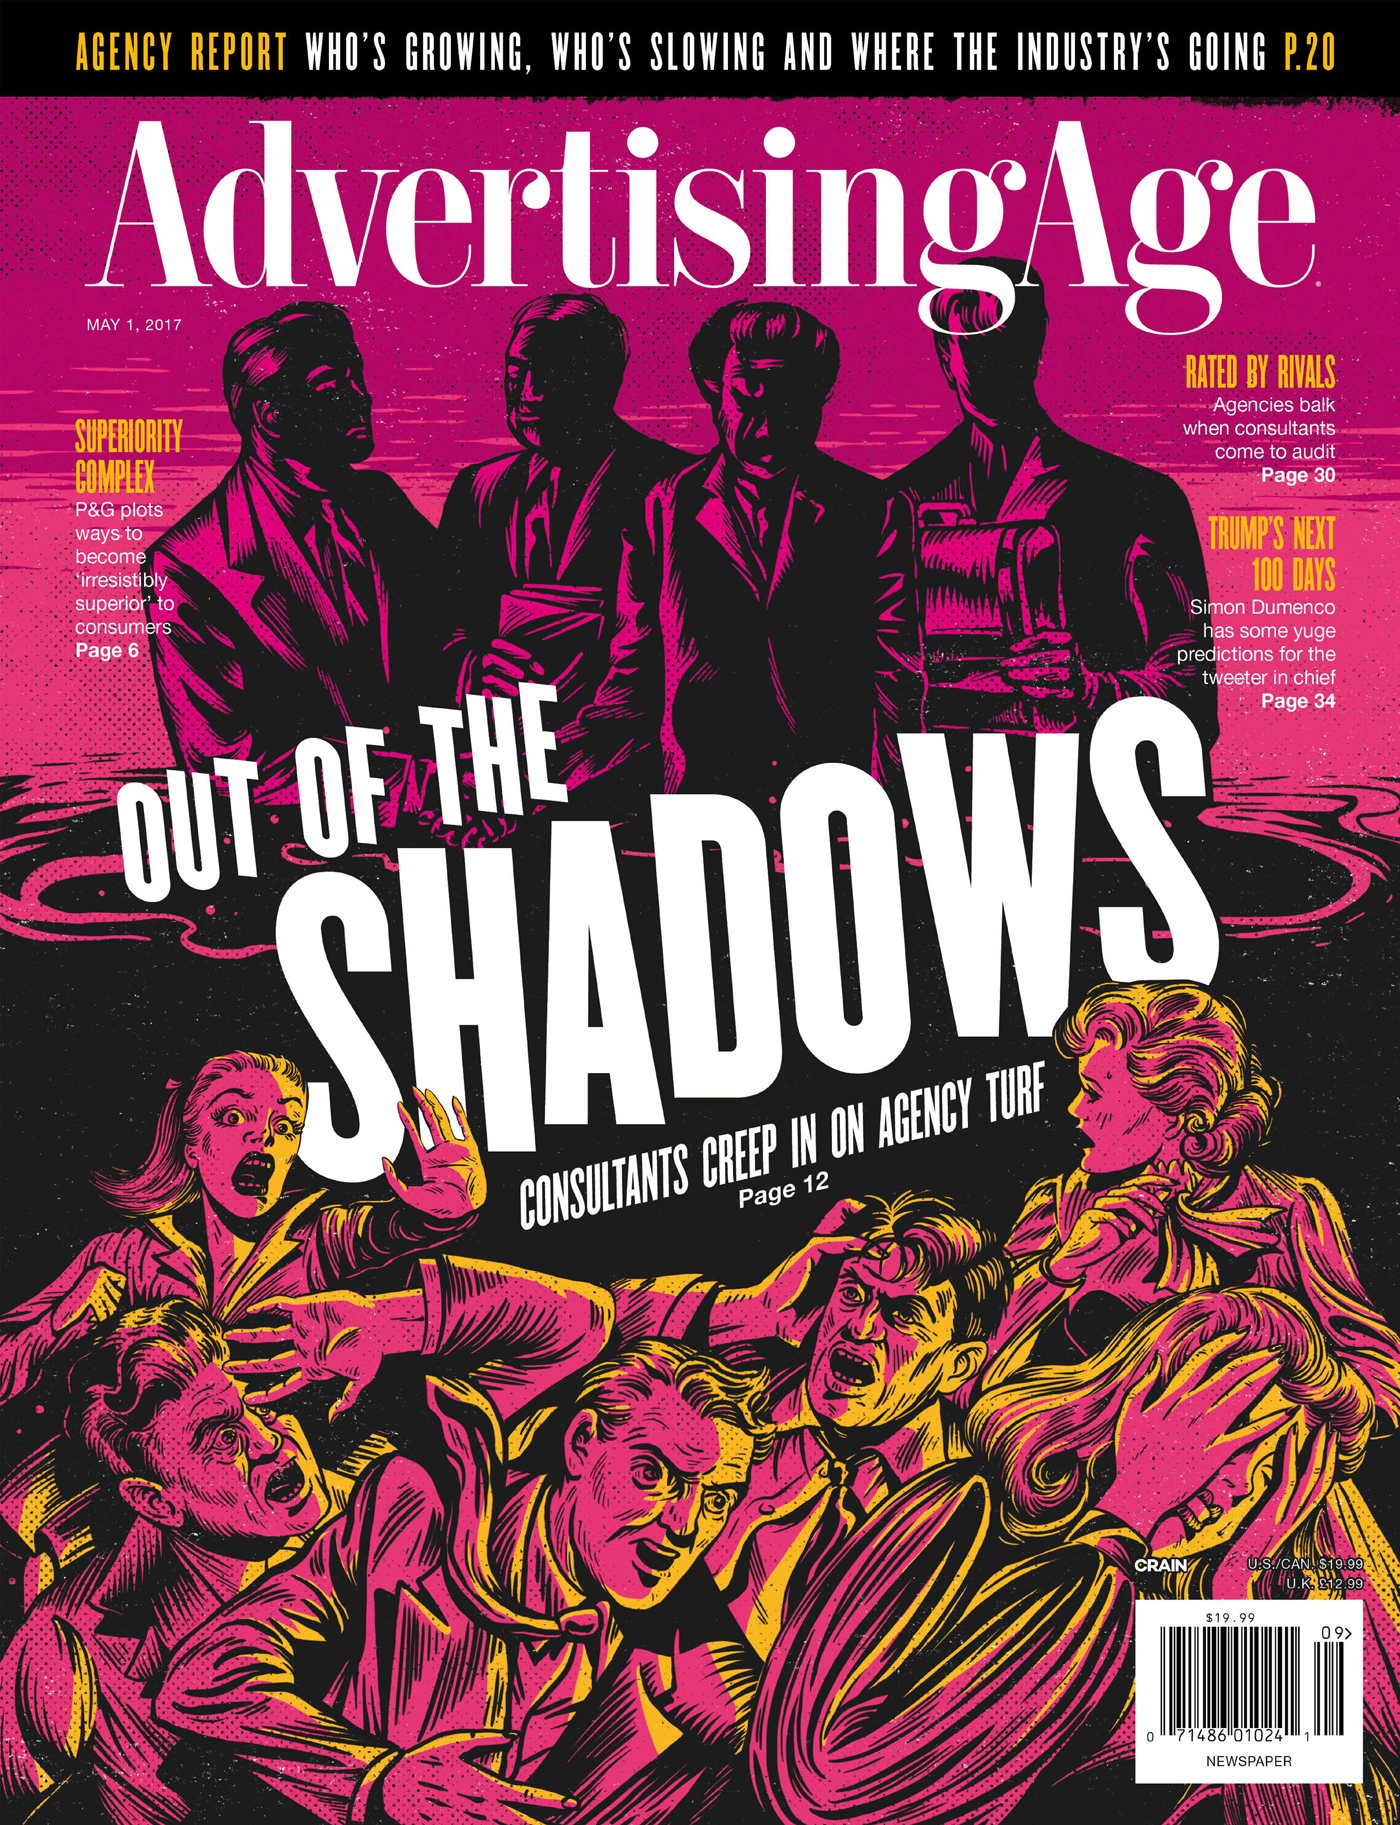 AGENCY REPORT WHO'S GROWING, WHO'S SLOWING AND WHERE THE INDUSTRY'S GOING P.20
AdvertisingAge®
MAY 1, 2017
SUPERIORITY
COMPLEX
P&G plots
ways to
become
'irresistibly
superior' to
consumers
Page 6
RATED BY RIVALS
Agencies balk
when consultants
come to audit
Page 30
TRUMP'S NEXT
100 DAYS
Simon Dumenco
has some yuge
predictions for the
tweeter in chief
Page 34
OUT OF THE
SHADOWS
CONSULTANTS CREEP IN ON AGENCY TURF
Page 12
CRAIN
U.S./CAN. $19.99
U.K. £12.99
$19.99
09>
0 71486 01024 1
NEWSPAPER